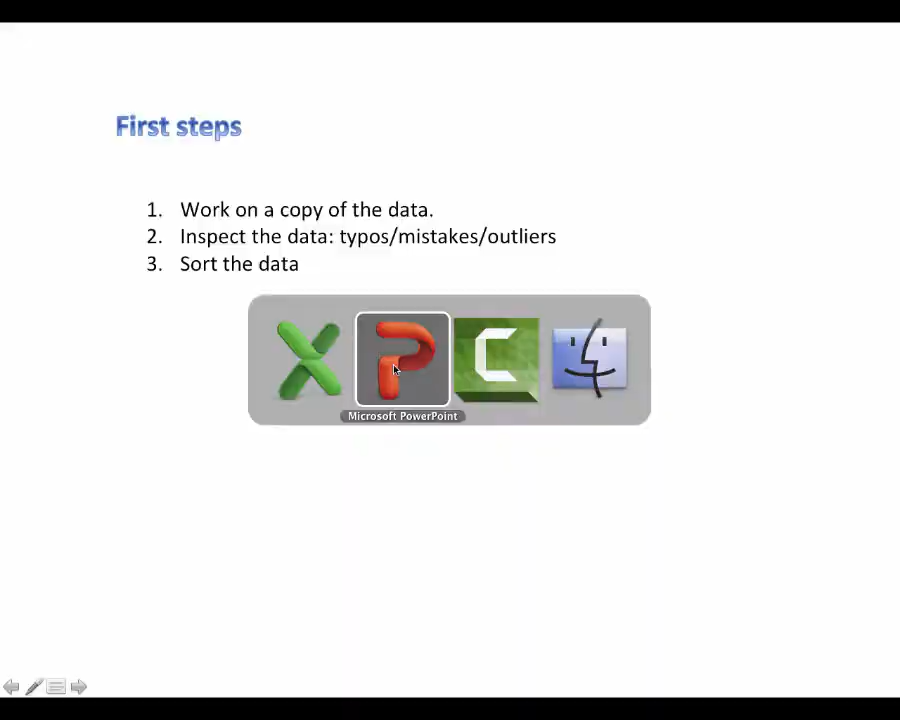 First steps
1. Work on a copy of the data.
2. Inspect the data: typos/mistakes/outliers
3. Sort the data
Microsoft PowerPoint